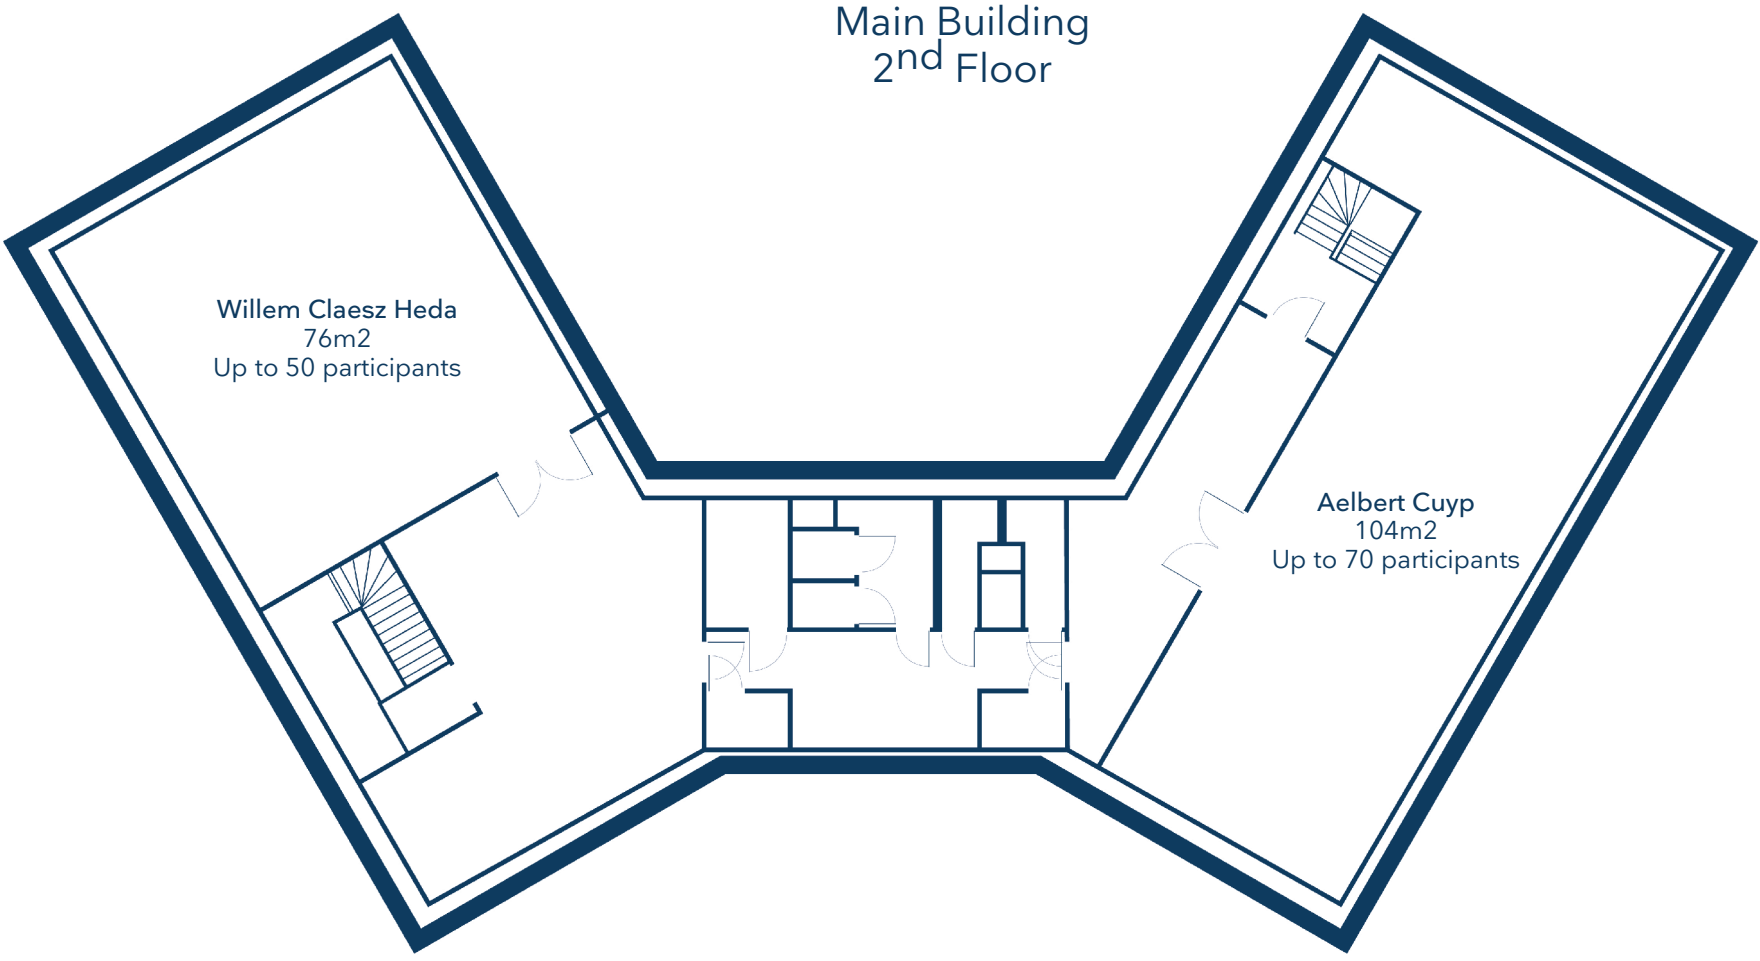 Main Building
2nd Floor
Willem Claesz Heda
76m2
Up to 50 participants
Aelbert Cuyp
104m2
Up to 70 participants